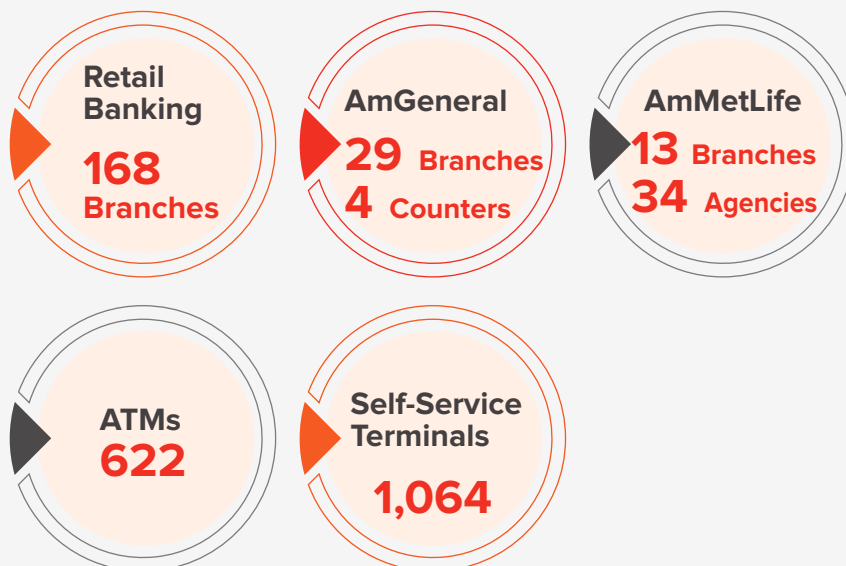 Retail
Banking
168
Branches
AmGeneral
29 Branches
4 Counters
AmMetLife
13 Branches
34 Agencies
ATMs
622
Self-Service
Terminals
1,064